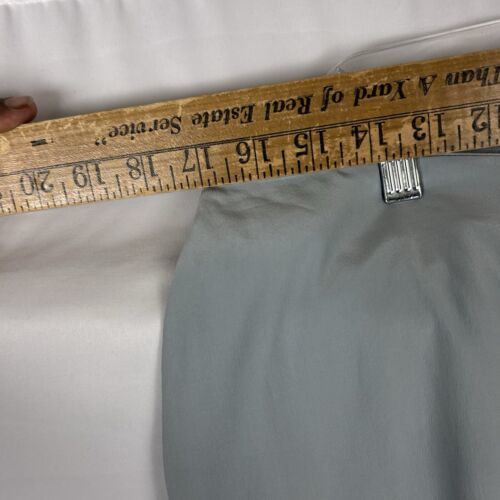 Than A Yard of Real Estate Service"
20 19 18 17 16 15 14 13 12